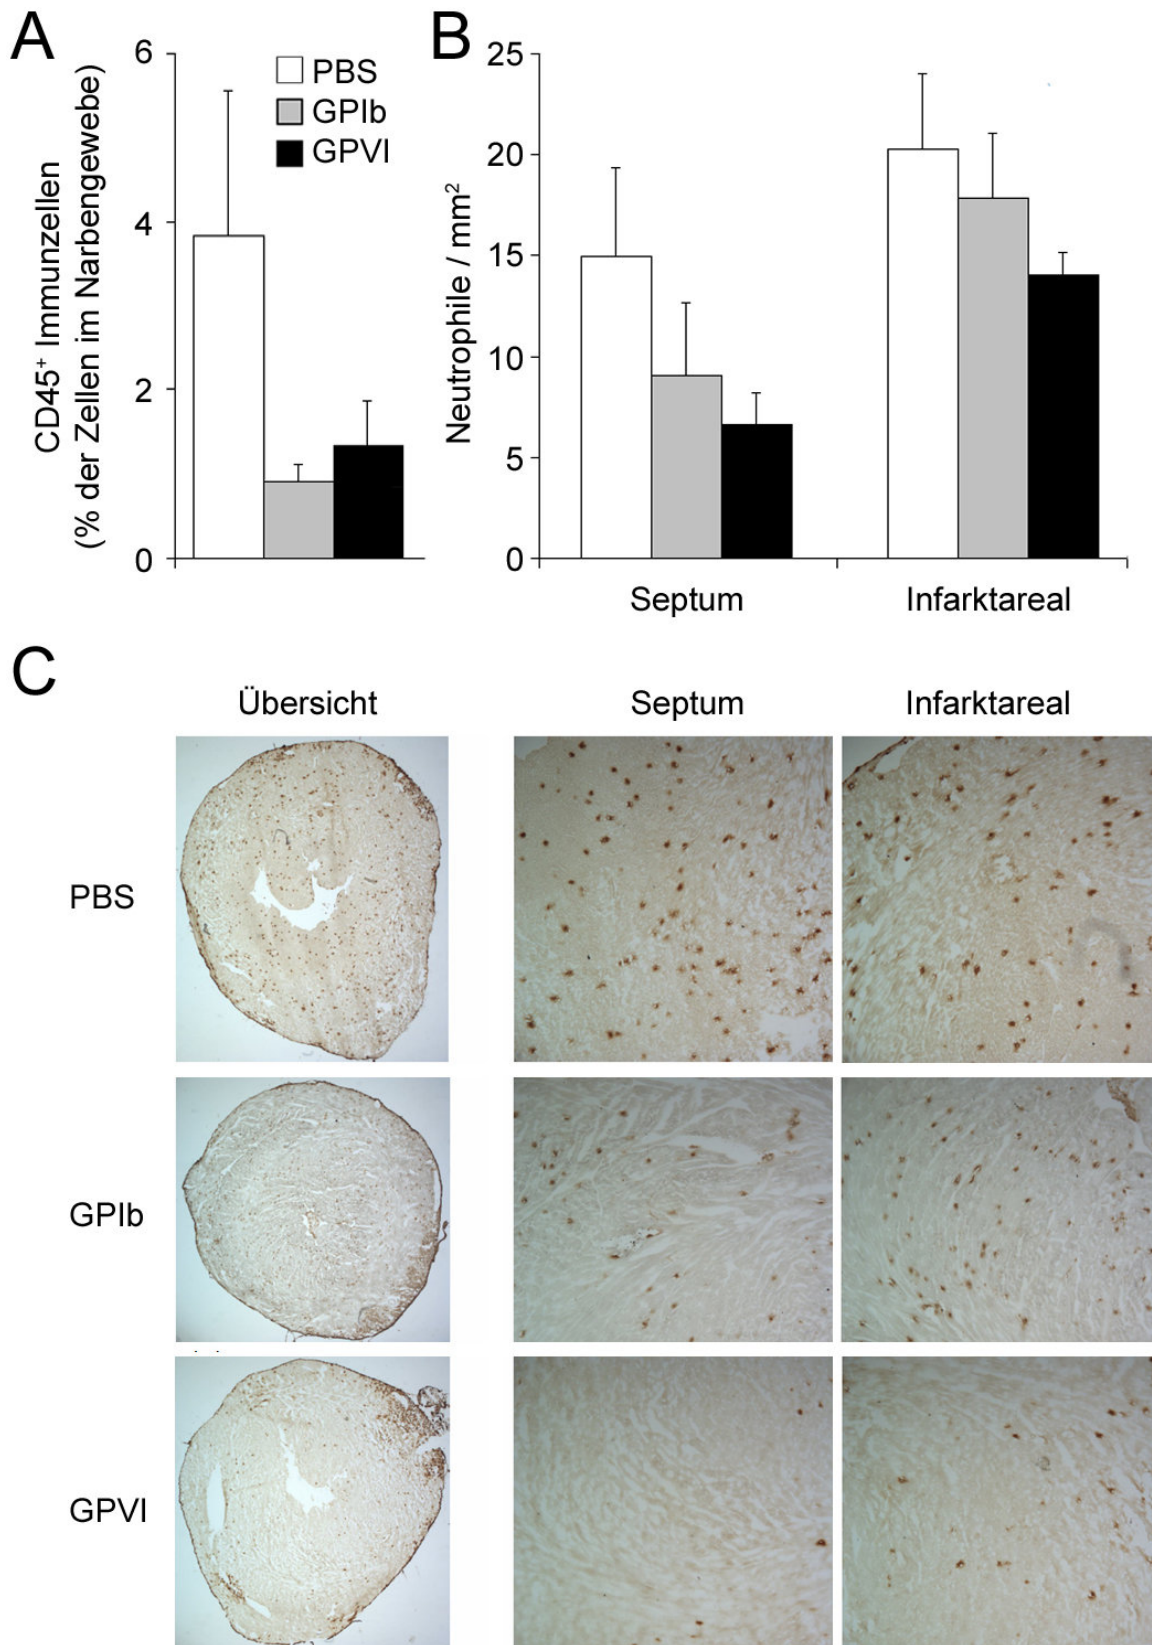 A
B
6
4
2
0
CD45⁺ Immunzellen
(% der Zellen im Narbengewebe)
PBS
GPIb
GPVI
25
20
15
10
5
0
Neutrophile / mm²
Septum
Infarktareal
C
Übersicht
Septum
Infarktareal
PBS
GPIb
GPVI